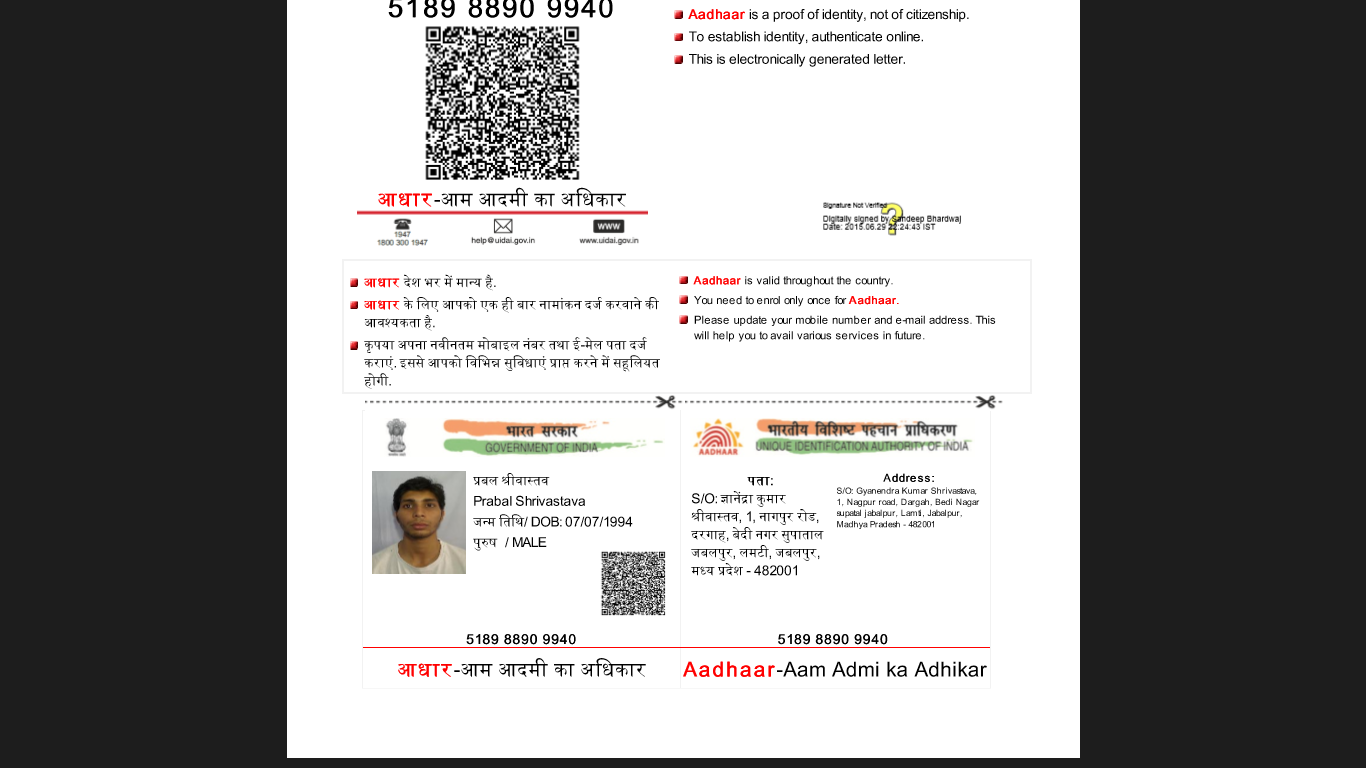 5189 8890 9940
Aadhaar is a proof of identity, not of citizenship.
To establish identity, authenticate online.
This is electronically generated letter.
आधार-आम आदमी का अधिकार
1947
1800 300 1947
help@uidai.gov.in
www
www.uidai.gov.in
Signature Not Verified
Digitally signed by Sandeep Bhardwaj
Date: 2015.06.29 22:24:43 IST
आधार देश भर में मान्य है.
आधार के लिए आपको एक ही बार नामांकन दर्ज करवाने की
आवश्यकता है.
कृपया अपना नवीनतम मोबाइल नंबर तथा ई-मेल पता दर्ज
कराएं. इससे आपको विभिन्न सुविधाएं प्राप्त करने में सहूलियत
होगी.
Aadhaar is valid throughout the country.
You need to enrol only once for Aadhaar.
Please update your mobile number and e-mail address. This
will help you to avail various services in future.
भारत सरकार
GOVERNMENT OF INDIA
प्रबल श्रीवास्तव
Prabal Shrivastava
जन्म तिथि/ DOB: 07/07/1994
पुरुष / MALE
5189 8890 9940
आधार-आम आदमी का अधिकार
AADHAAR
भारतीय विशिष्ट पहचान प्राधिकरण
UNIQUE IDENTIFICATION AUTHORITY OF INDIA
पता:
S/O: ज्ञानेंद्रा कुमार
श्रीवास्तव, 1, नागपुर रोड,
दरगाह, बेदी नगर सुपाताल
जबलपुर, लमटी, जबलपुर,
मध्य प्रदेश - 482001
Address:
S/O: Gyanendra Kumar Shrivastava,
1, Nagpur road, Dargah, Bedi Nagar
supatal jabalpur, Lamti, Jabalpur,
Madhya Pradesh - 482001
5189 8890 9940
Aadhaar-Aam Admi ka Adhikar